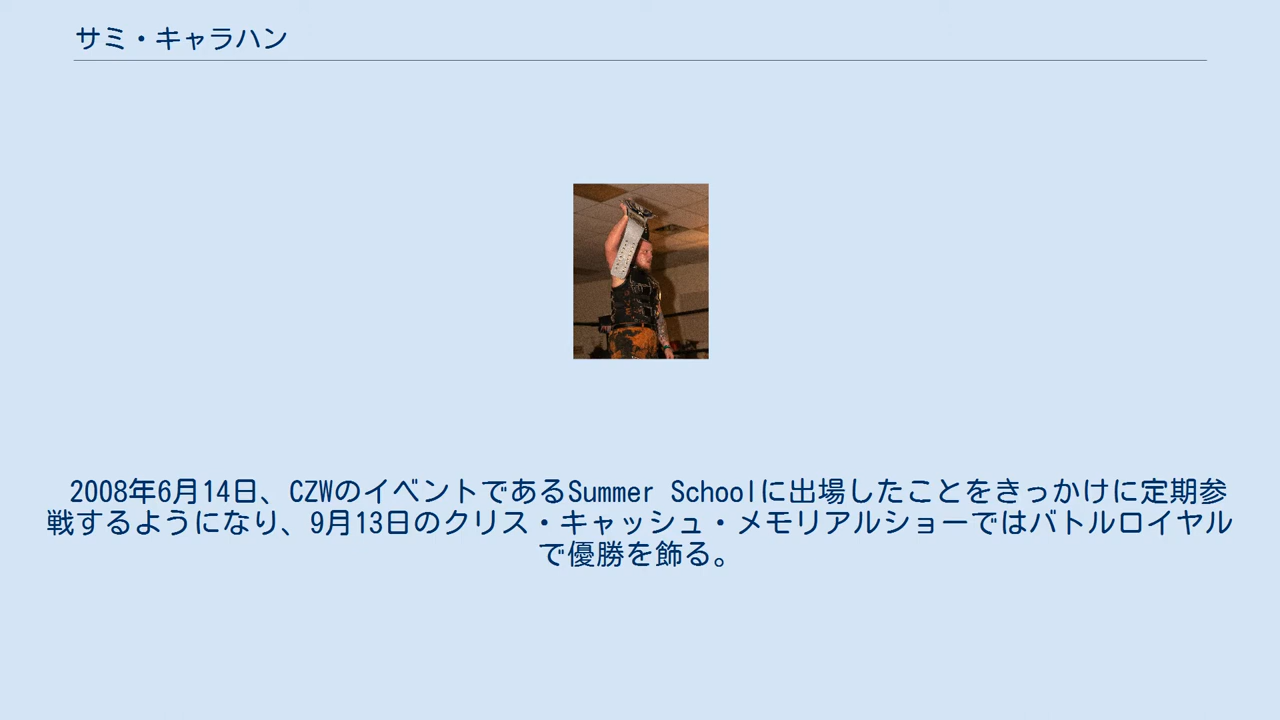 サミ・キャラハン
2008年6月14日、CZWのイベントであるSummer Schoolに出場したことをきっかけに定期参
戦するようになり、9月13日のクリス・キャッシュ・メモリアルショーではバトルロイヤル
で優勝を飾る。